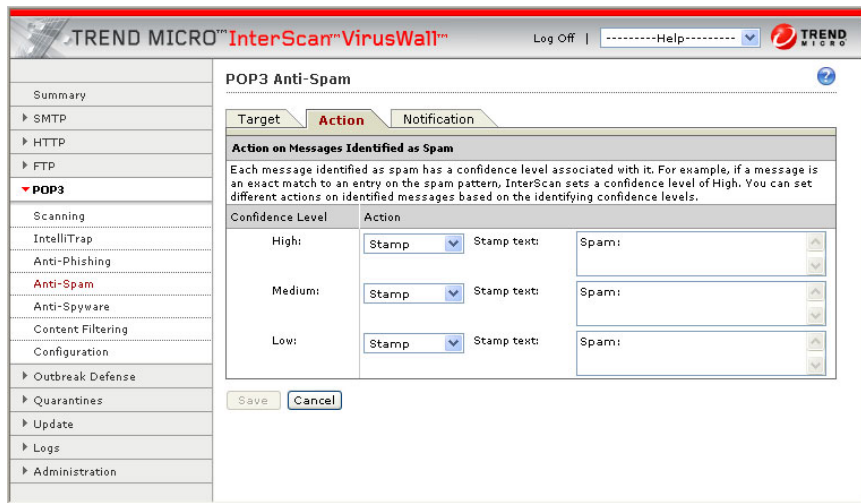 TREND MICRO™ InterScan™ VirusWall™
Log Off | ---------Help---------
TREND MICRO
Summary
SMTP
HTTP
FTP
POP3
Scanning
IntelliTrap
Anti-Phishing
Anti-Spam
Anti-Spyware
Content Filtering
Configuration
Outbreak Defense
Quarantines
Update
Logs
Administration
POP3 Anti-Spam
?
Target Action Notification
Action on Messages Identified as Spam
Each message identified as spam has a confidence level associated with it. For example, if a message is
an exact match to an entry on the spam pattern, InterScan sets a confidence level of High. You can set
different actions on identified messages based on the identifying confidence levels.
Confidence Level Action
High: Stamp Stamp text: Spam:
Medium: Stamp Stamp text: Spam:
Low: Stamp Stamp text: Spam:
Save Cancel